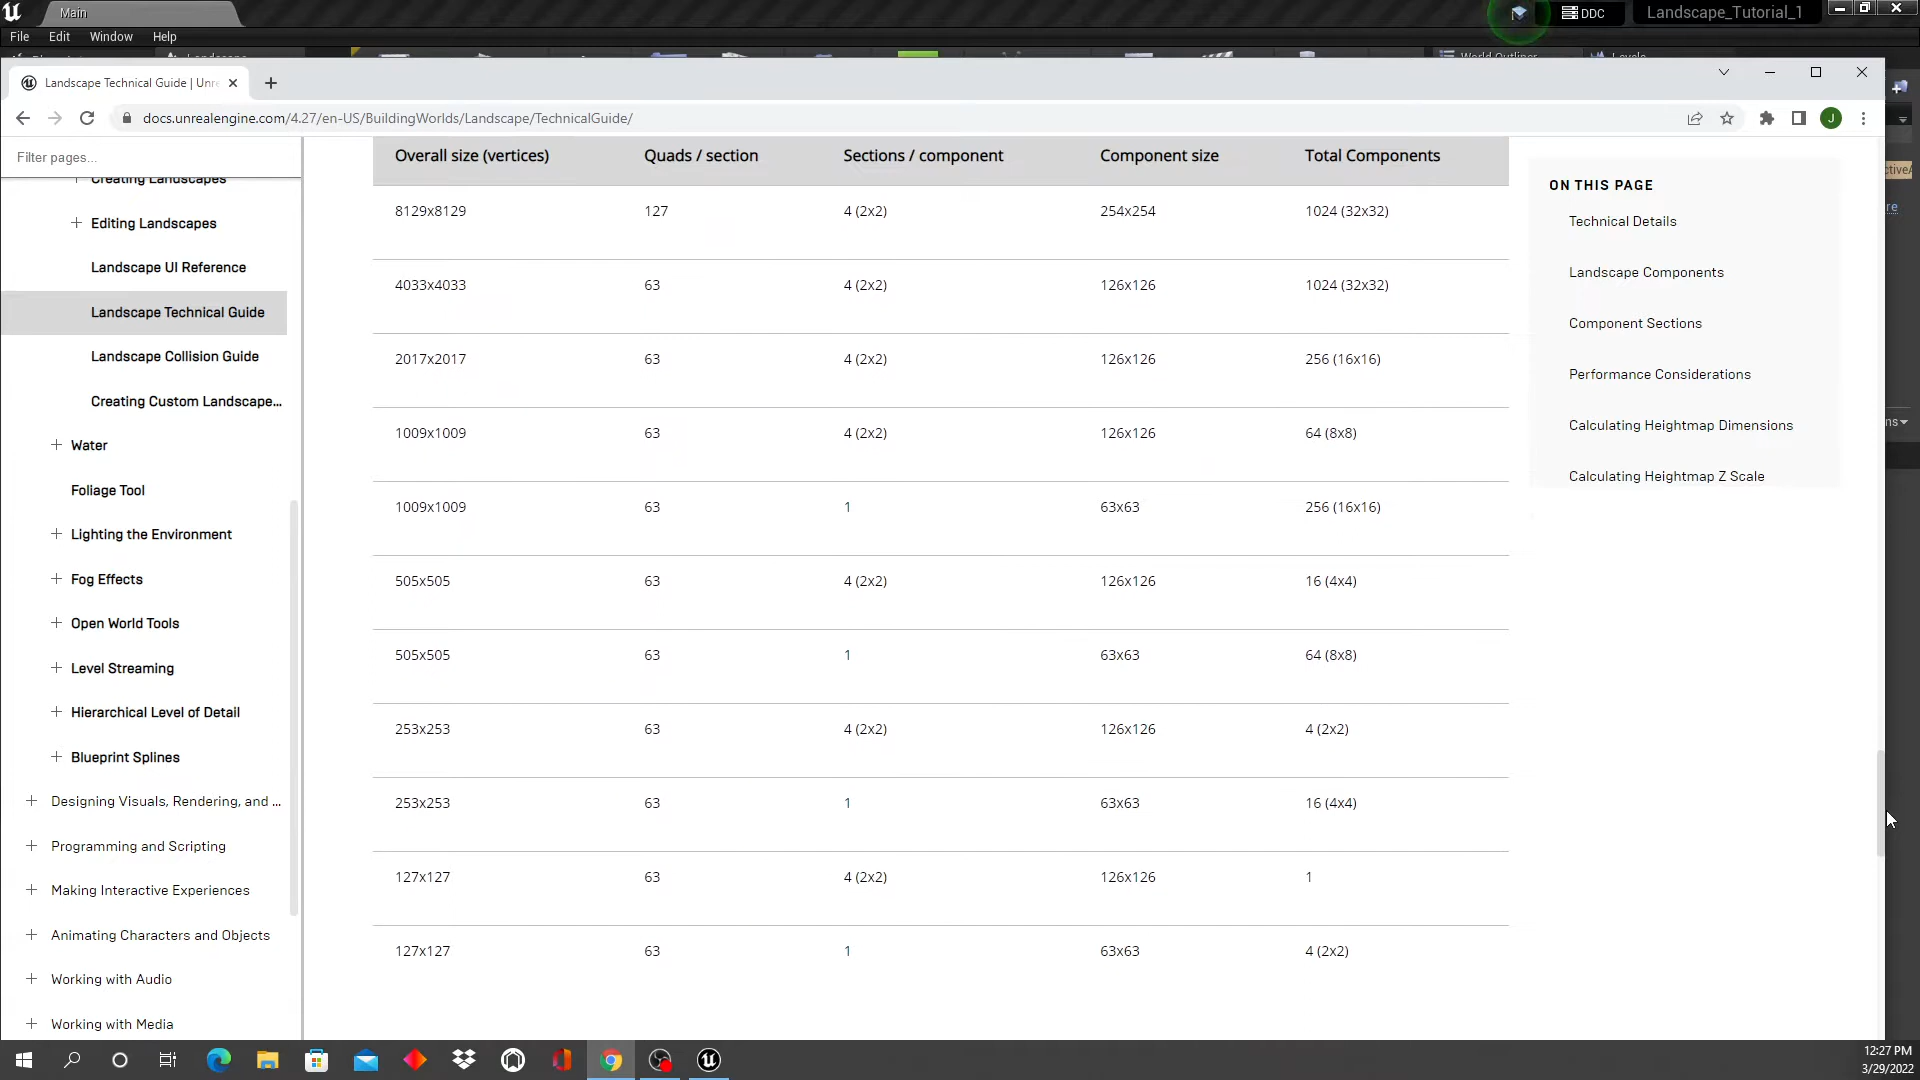 Main
DDC
Landscape_Tutorial_1
File Edit Window Help
Landscape Technical Guide | Unre
docs.unrealengine.com/4.27/en-US/BuildingWorlds/Landscape/TechnicalGuide/
J
Filter pages...
Creating Landscapes
Editing Landscapes
Landscape UI Reference
Landscape Technical Guide
Landscape Collision Guide
Creating Custom Landscape...
Water
Foliage Tool
Lighting the Environment
Fog Effects
Open World Tools
Level Streaming
Hierarchical Level of Detail
Blueprint Splines
Designing Visuals, Rendering, and ...
Programming and Scripting
Making Interactive Experiences
Animating Characters and Objects
Working with Audio
Working with Media
Overall size (vertices) Quads / section Sections / component Component size Total Components
8129x8129 127 4 (2x2) 254x254 1024 (32x32)
4033x4033 63 4 (2x2) 126x126 1024 (32x32)
2017x2017 63 4 (2x2) 126x126 256 (16x16)
1009x1009 63 4 (2x2) 126x126 64 (8x8)
1009x1009 63 1 63x63 256 (16x16)
505x505 63 4 (2x2) 126x126 16 (4x4)
505x505 63 1 63x63 64 (8x8)
253x253 63 4 (2x2) 126x126 4 (2x2)
253x253 63 1 63x63 16 (4x4)
127x127 63 4 (2x2) 126x126 1
127x127 63 1 63x63 4 (2x2)
ON THIS PAGE
Technical Details
Landscape Components
Component Sections
Performance Considerations
Calculating Heightmap Dimensions
Calculating Heightmap Z Scale
12:27 PM
3/29/2022